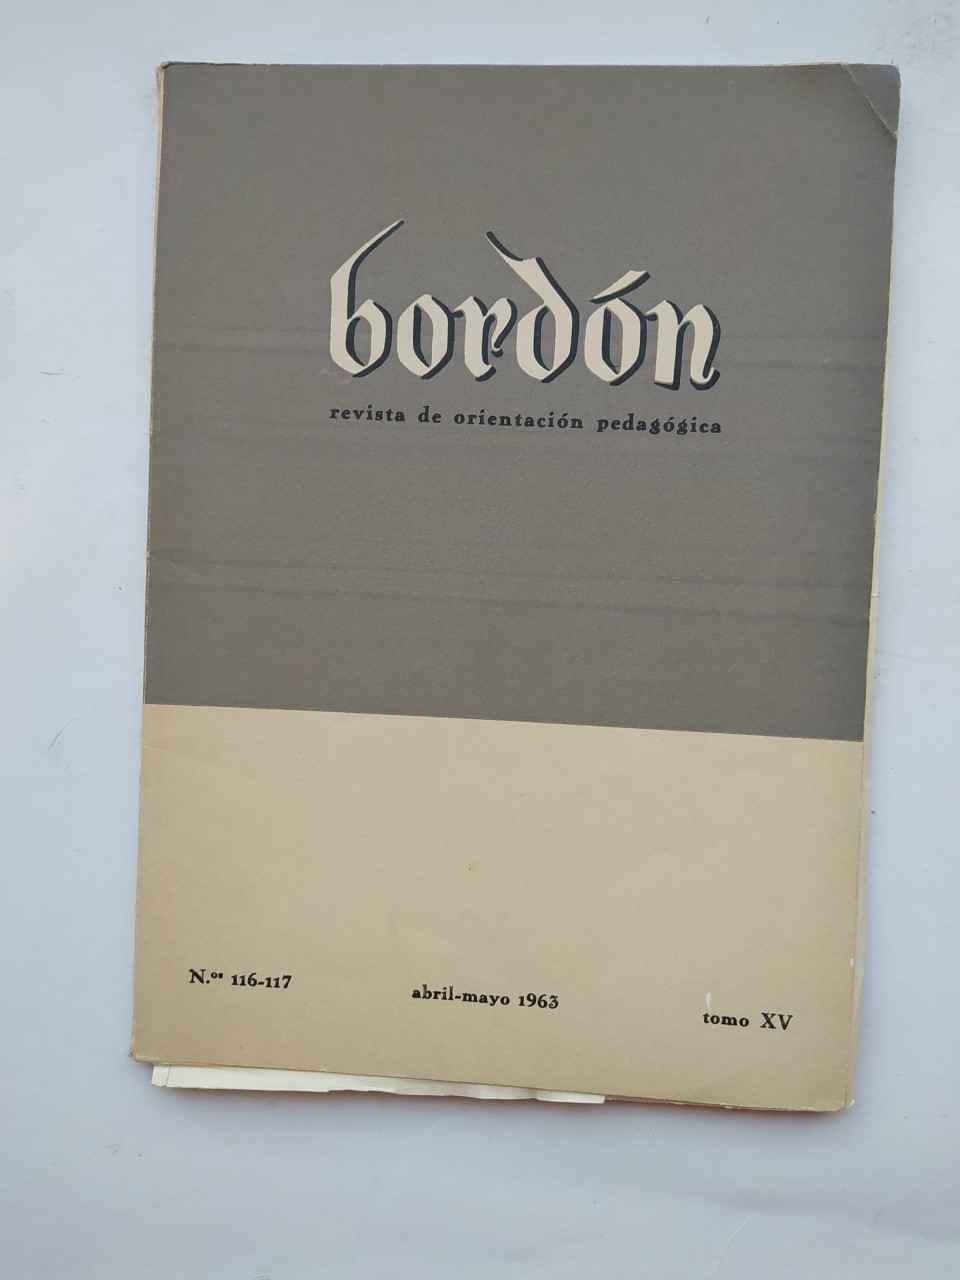 bordón
revista de orientación pedagógica
N.os 116-117
abril-mayo 1963
tomo XV